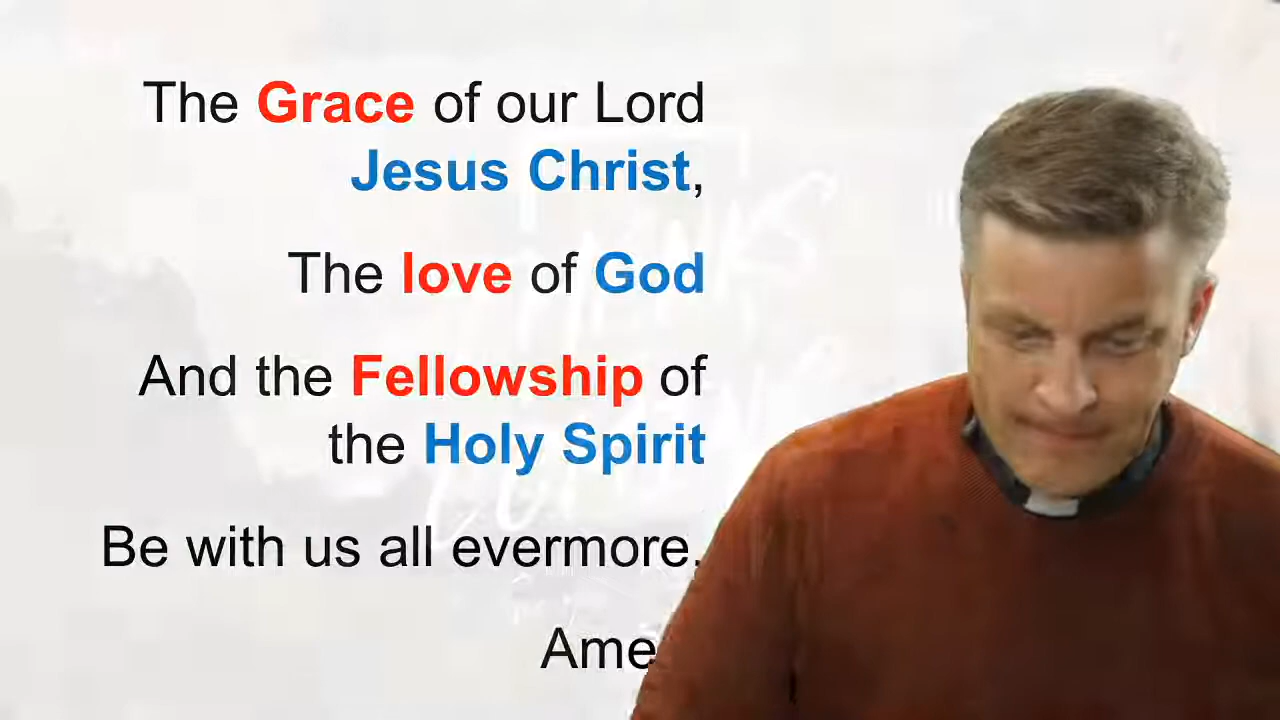 The Grace of our Lord
Jesus Christ,
The love of God
And the Fellowship of
the Holy Spirit
Be with us all evermore.
Ame